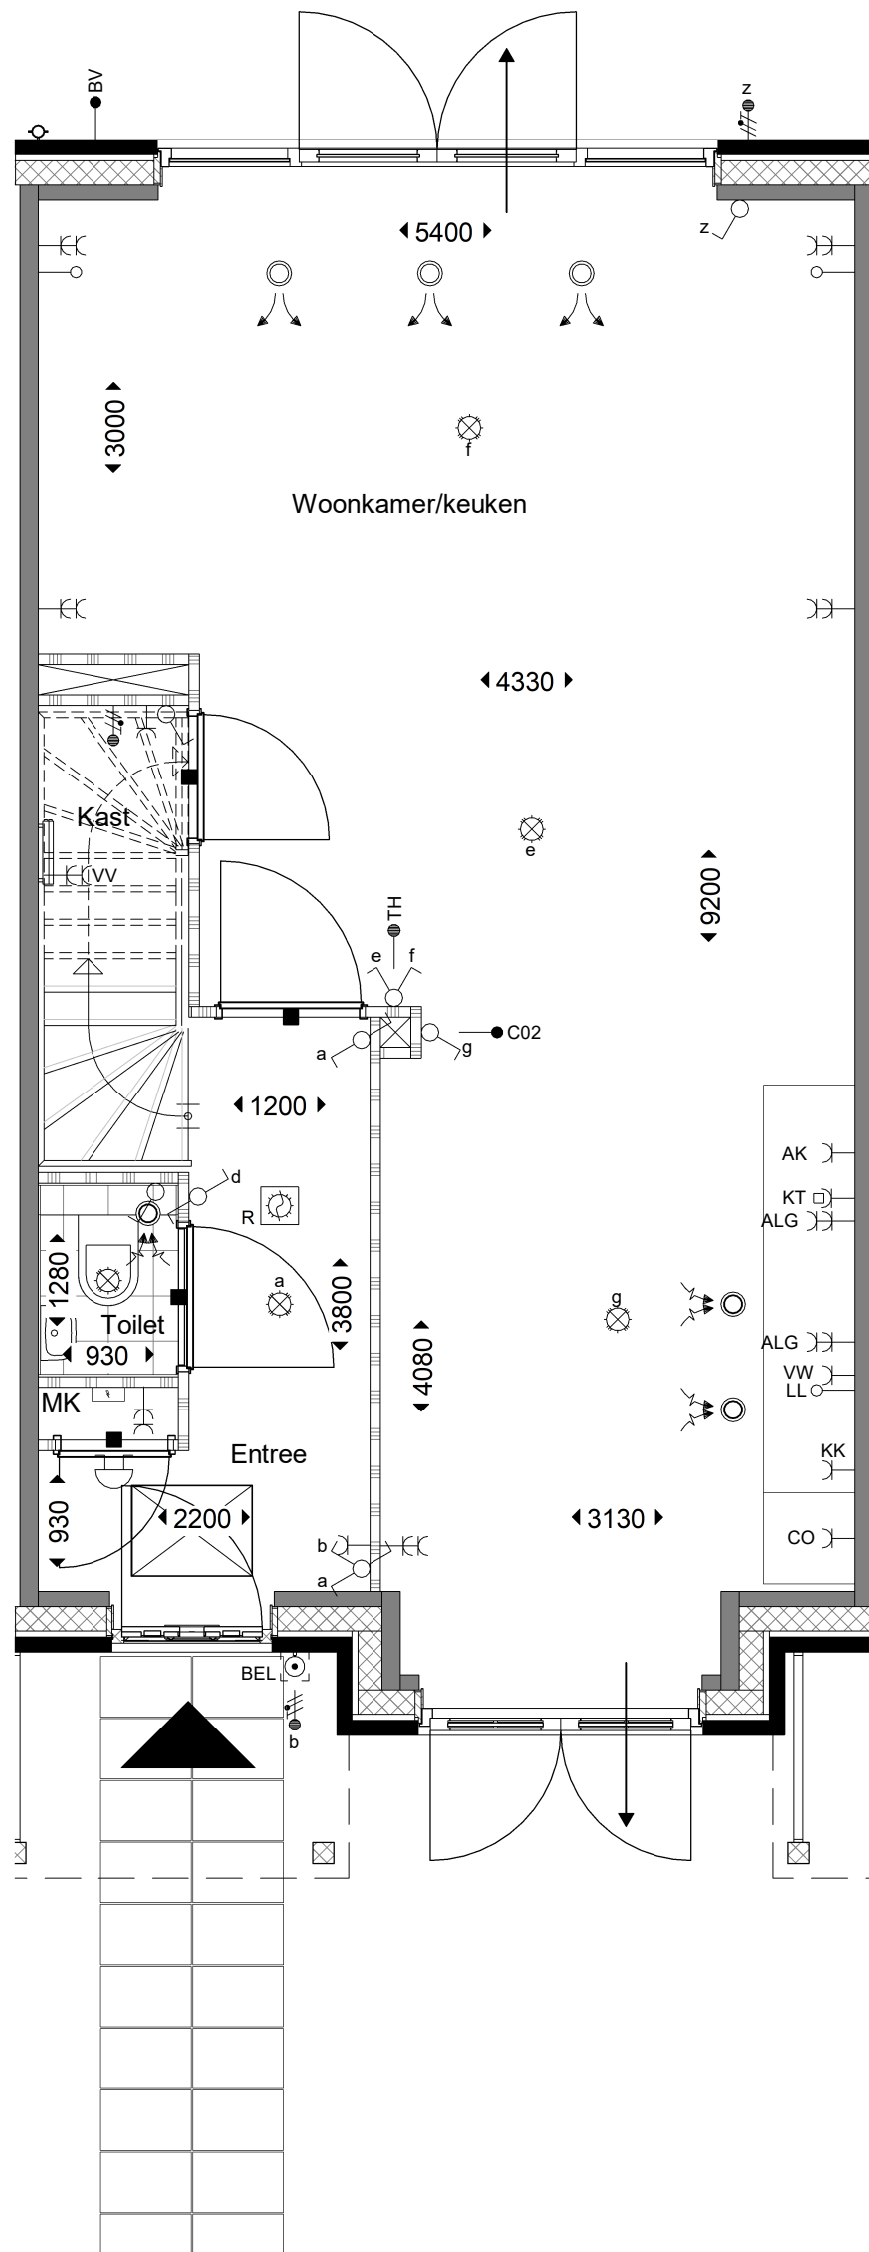 BV
z
5400
z
3000
f
Woonkamer/keuken
4330
Kast
e
VV
9200
TH
e f
a
g
C02
1200
AK
d
KT
R
ALG
1280
a
3800
g
Toilet
930
4080
ALG
VW
LL
MK
KK
Entree
930
2200
3130
b
CO
a
BEL
b